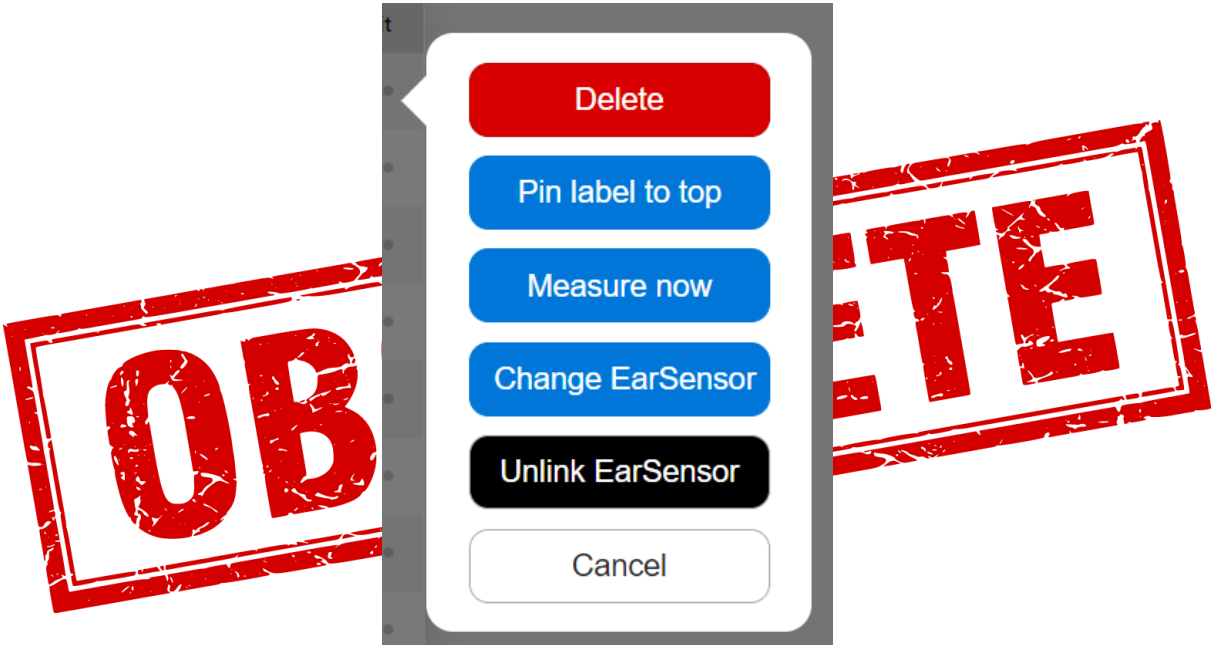 t
Delete
Pin label to top
Measure now
Change EarSensor
Unlink EarSensor
Cancel
OB ETE